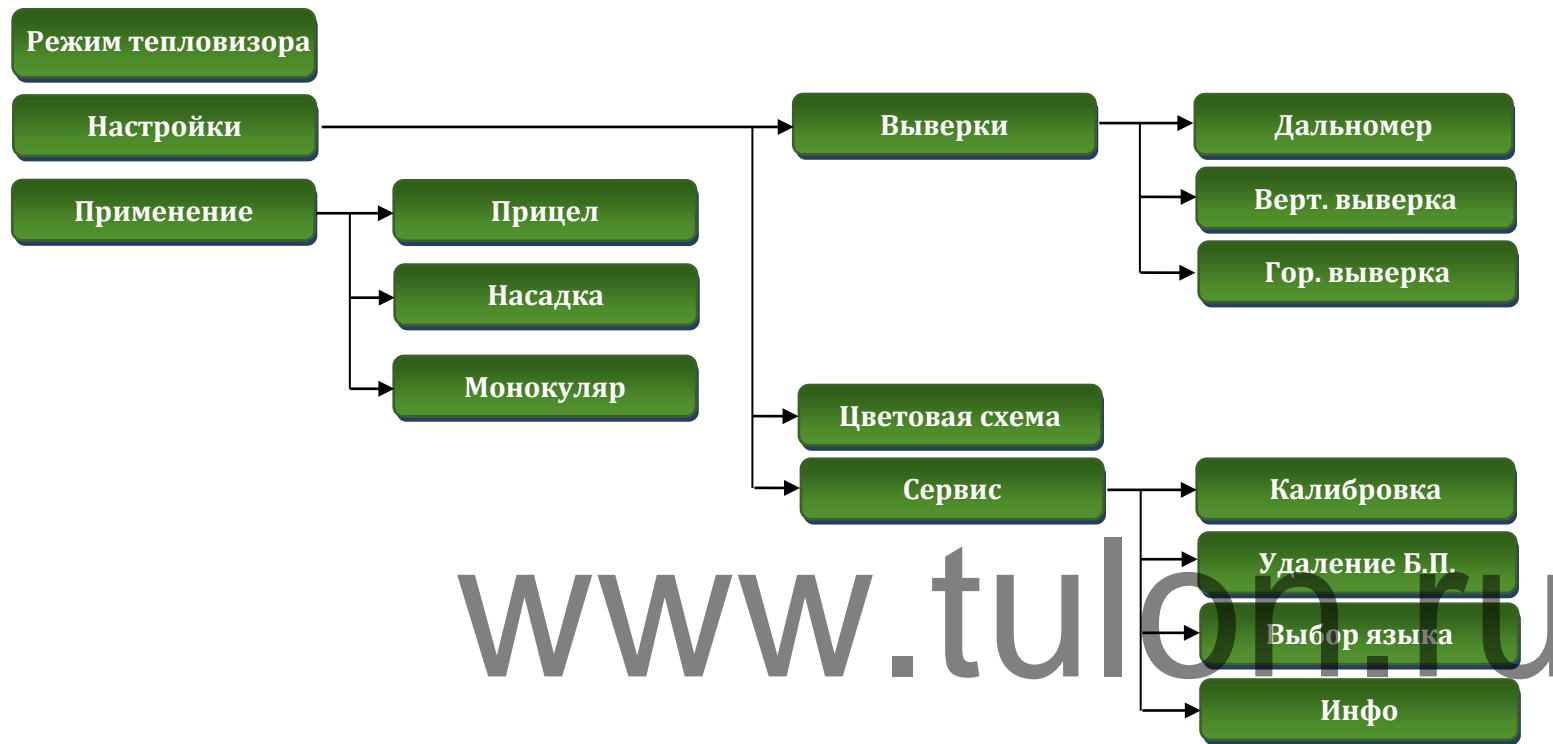 Режим тепловизора
Настройки
Выверки
Дальномер
Применение
Прицел
Верт. выверка
Насадка
Гор. выверка
Монокуляр
Цветовая схема
Сервис
Калибровка
Удаление Б.П.
Выбор языка
Инфо
www.tulon.ru